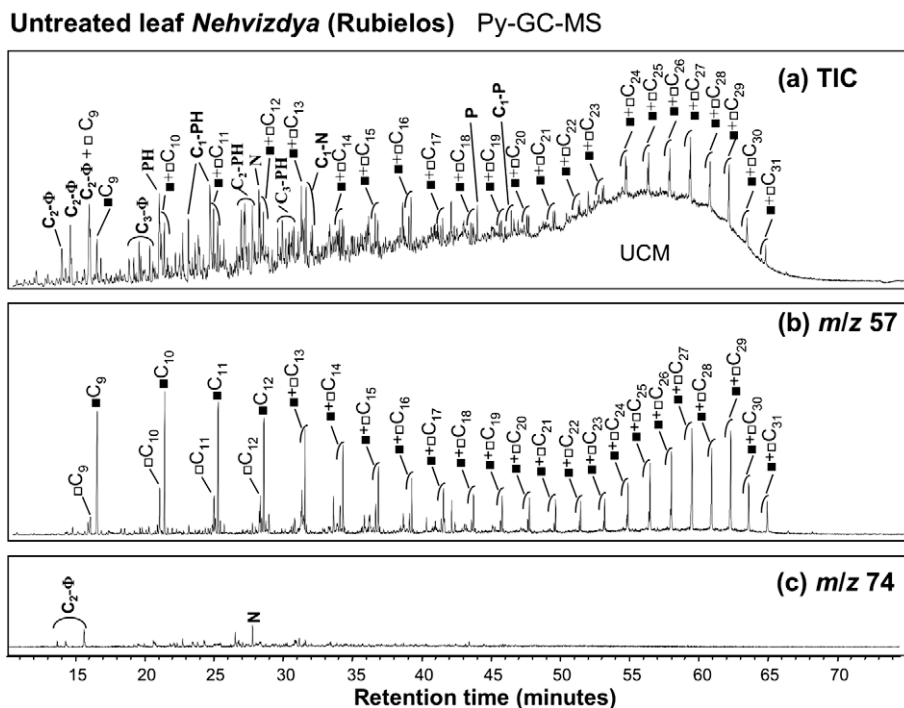 Untreated leaf Nehvizdya (Rubielos) Py-GC-MS
(a) TIC
C₂-Φ
C₂-Φ
C₂-Φ + □ C₉
■ C₉
C₃-Φ
PH
■+□C₁₀
C₁-PH
■+□C₁₁
C₂-PH
N
■+□C₁₂
C₃-PH
■+□C₁₃
C₁-N
■+□C₁₄
■+□C₁₅
■+□C₁₆
■+□C₁₇
■+□C₁₈
P
■+□C₁₉
C₁-P
■+□C₂₀
■+□C₂₁
■+□C₂₂
■+□C₂₃
■+□C₂₄
■+□C₂₅
■+□C₂₆
■+□C₂₇
■+□C₂₈
■+□C₂₉
■+□C₃₀
■+□C₃₁
UCM
(b) m/z 57
□C₉
■C₉
□C₁₀
■C₁₀
□C₁₁
■C₁₁
□C₁₂
■C₁₂
■+□C₁₃
■+□C₁₄
■+□C₁₅
■+□C₁₆
■+□C₁₇
■+□C₁₈
■+□C₁₉
■+□C₂₀
■+□C₂₁
■+□C₂₂
■+□C₂₃
■+□C₂₄
■+□C₂₅
■+□C₂₆
■+□C₂₇
■+□C₂₈
■+□C₂₉
■+□C₃₀
■+□C₃₁
(c) m/z 74
C₂-Φ
N
15 20 25 30 35 40 45 50 55 60 65 70
Retention time (minutes)